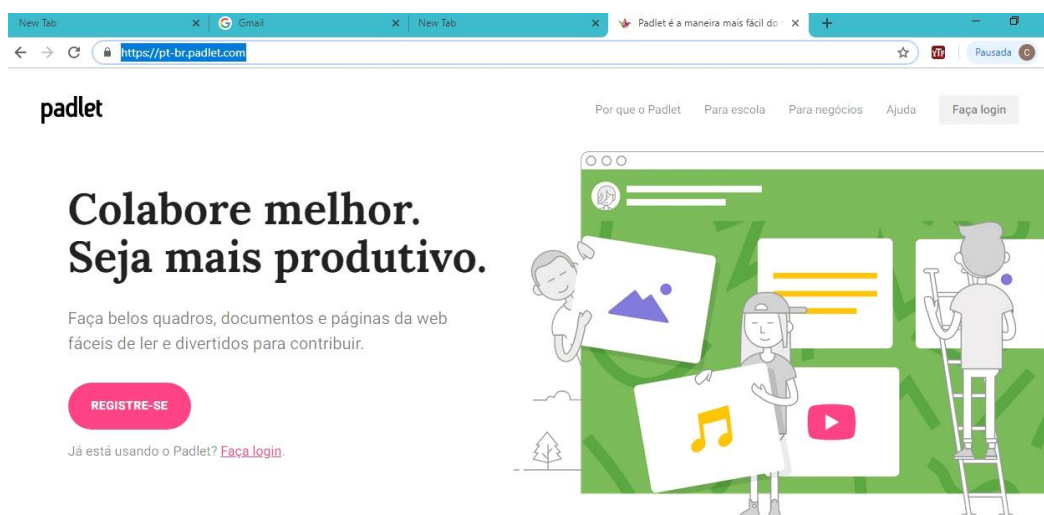 New Tab
Gmail
New Tab
Padlet é a maneira mais fácil do
https://pt-br.padlet.com
Pausada
C
padlet
Por que o Padlet
Para escola
Para negócios
Ajuda
Faça login
Colabore melhor.
Seja mais produtivo.
Faça belos quadros, documentos e páginas da web
fáceis de ler e divertidos para contribuir.
REGISTRE-SE
Já está usando o Padlet? Faça login.